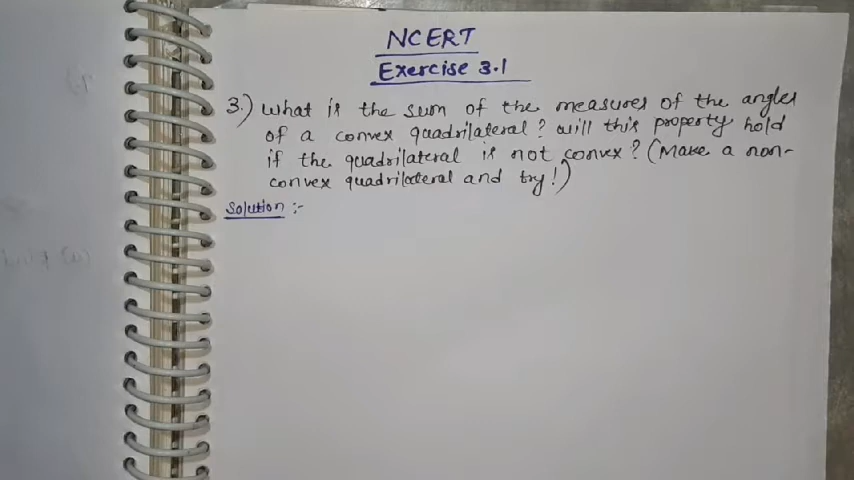 NCERT
Exercise 3.1
3.) What is the sum of the measures of the angles
of a convex quadrilateral? will this property hold
if the quadrilateral is not convex? (Make a non-
convex quadrilateral and try!)
Solution :-